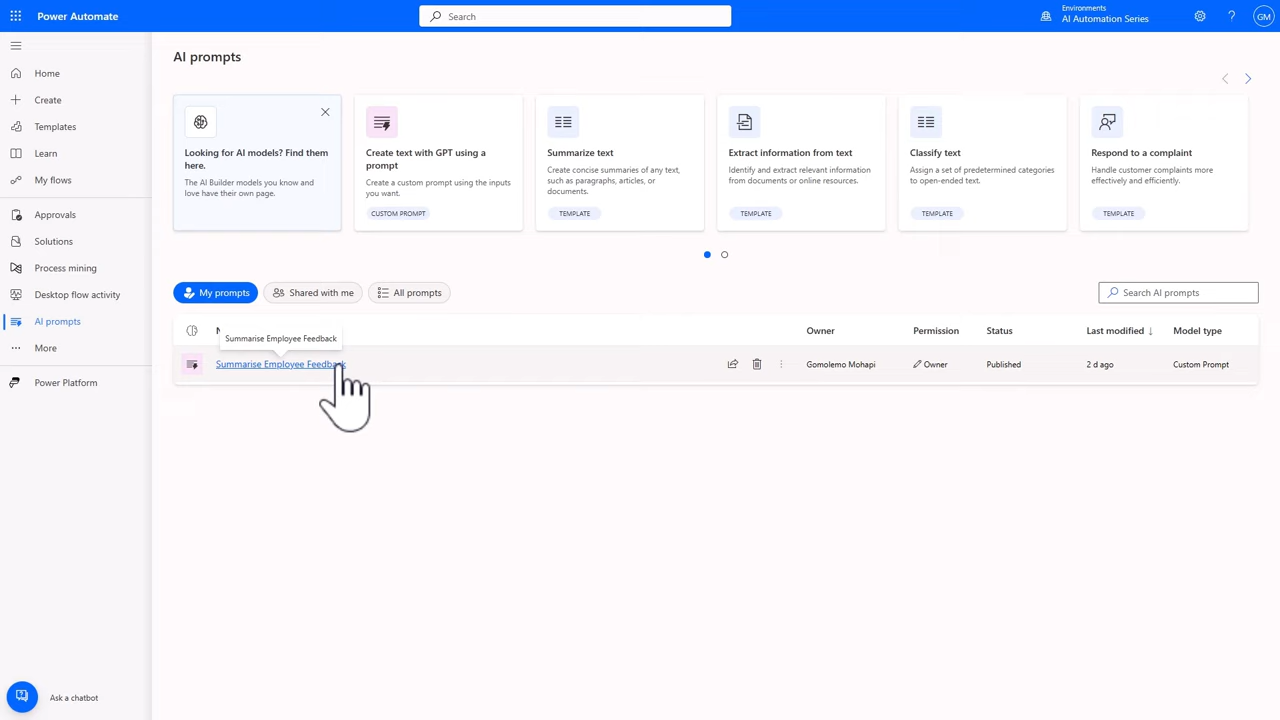 Power Automate
Search
Environments
AI Automation Series
GM
Home
Create
Templates
Learn
My flows
Approvals
Solutions
Process mining
Desktop flow activity
AI prompts
More
Power Platform
Ask a chatbot
AI prompts
Looking for AI models? Find them
here.
The AI Builder models you know and
love have their own page.
Create text with GPT using a
prompt
Create a custom prompt using the inputs
you want.
CUSTOM PROMPT
Summarize text
Create concise summaries of any text,
such as paragraphs, articles, or
documents.
TEMPLATE
Extract information from text
Identify and extract relevant information
from documents or online resources.
TEMPLATE
Classify text
Assign a set of predetermined categories
to open-ended text.
TEMPLATE
Respond to a complaint
Handle customer complaints more
effectively and efficiently.
TEMPLATE
My prompts
Shared with me
All prompts
Search AI prompts
Summarise Employee Feedback
Owner
Permission
Status
Last modified
Model type
Summarise Employee Feedback
Gomolemo Mohapi
Owner
Published
2 d ago
Custom Prompt